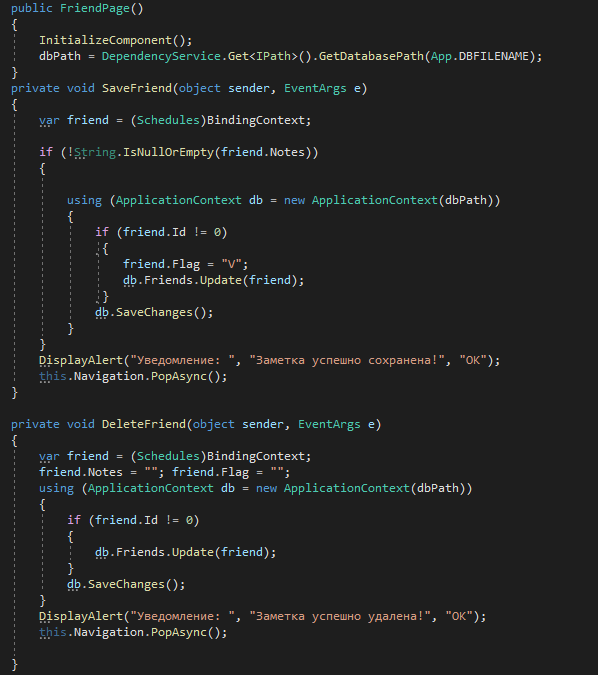 public FriendPage()
{
InitializeComponent();
dbPath = DependencyService.Get<IPath>().GetDatabasePath(App.DBFILENAME);
}
private void SaveFriend(object sender, EventArgs e)
{
var friend = (Schedules)BindingContext;
if (!String.IsNullOrEmpty(friend.Notes))
{
using (ApplicationContext db = new ApplicationContext(dbPath))
{
if (friend.Id != 0)
{
friend.Flag = "V";
db.Friends.Update(friend);
}
db.SaveChanges();
}
}
DisplayAlert("Уведомление: ", "Заметка успешно сохранена!", "ОК");
this.Navigation.PopAsync();
}
private void DeleteFriend(object sender, EventArgs e)
{
var friend = (Schedules)BindingContext;
friend.Notes = ""; friend.Flag = "";
using (ApplicationContext db = new ApplicationContext(dbPath))
{
if (friend.Id != 0)
{
db.Friends.Update(friend);
}
db.SaveChanges();
}
DisplayAlert("Уведомление: ", "Заметка успешно удалена!", "ОК");
this.Navigation.PopAsync();
}